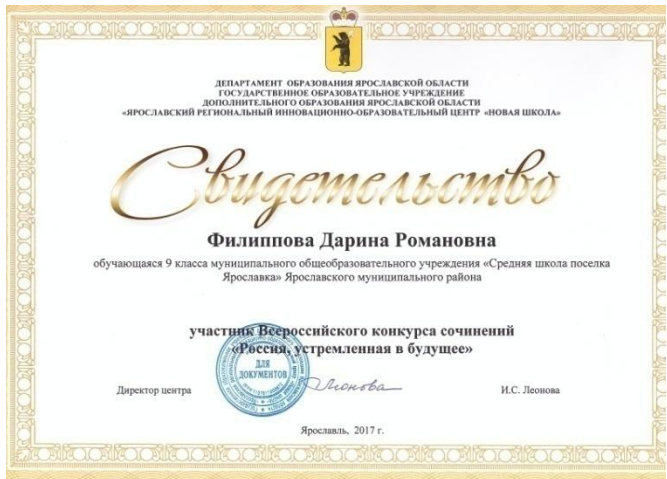 ДЕПАРТАМЕНТ ОБРАЗОВАНИЯ ЯРОСЛАВСКОЙ ОБЛАСТИ
ГОСУДАРСТВЕННОЕ ОБРАЗОВАТЕЛЬНОЕ УЧРЕЖДЕНИЕ
ДОПОЛНИТЕЛЬНОГО ОБРАЗОВАНИЯ ЯРОСЛАВСКОЙ ОБЛАСТИ
«ЯРОСЛАВСКИЙ РЕГИОНАЛЬНЫЙ ИННОВАЦИОННО-ОБРАЗОВАТЕЛЬНЫЙ ЦЕНТР «НОВАЯ ШКОЛА»
Свидетельство
Филиппова Дарина Романовна
обучающаяся 9 класса муниципального общеобразовательного учреждения «Средняя школа поселка
Ярославка» Ярославского муниципального района
участник Всероссийского конкурса сочинений
«Россия, устремленная в будущее»
ДЛЯ
ДОКУМЕНТОВ
Директор центра
Леонова
И.С. Леонова
Ярославль, 2017 г.